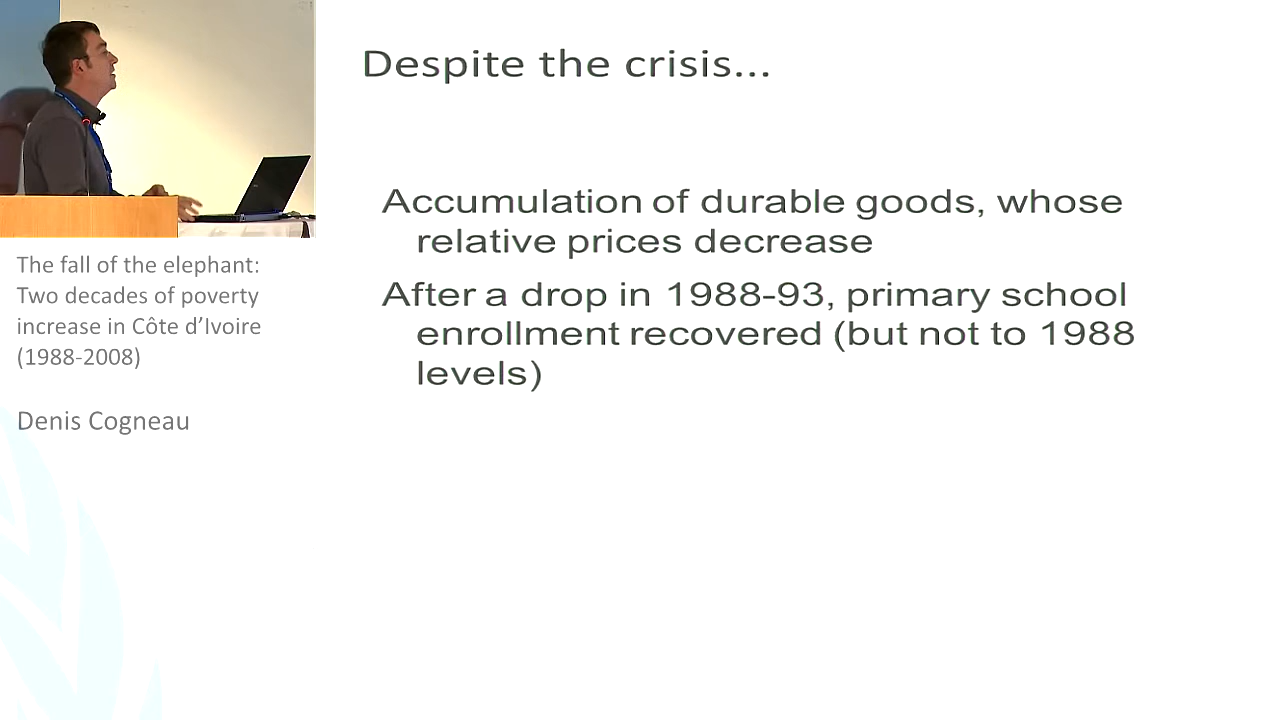 Despite the crisis...
Accumulation of durable goods, whose
relative prices decrease
After a drop in 1988-93, primary school
enrollment recovered (but not to 1988
levels)
The fall of the elephant:
Two decades of poverty
increase in Côte d’Ivoire
(1988-2008)
Denis Cogneau